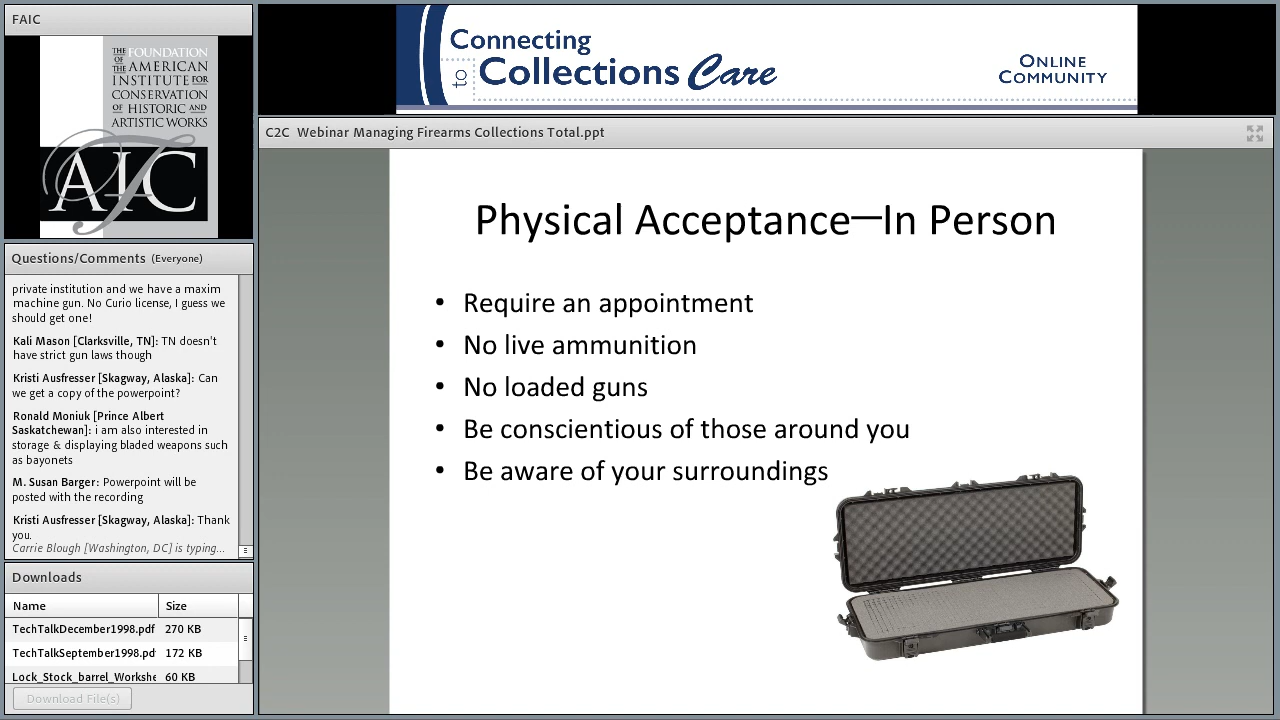 FAIC
THE FOUNDATION
OF THE AMERICAN
INSTITUTE FOR
CONSERVATION
OF HISTORIC AND
ARTISTIC WORKS
AIC
Connecting
to Collections Care
ONLINE
COMMUNITY
C2C Webinar Managing Firearms Collections Total.ppt
Physical Acceptance—In Person
• Require an appointment
• No live ammunition
• No loaded guns
• Be conscientious of those around you
• Be aware of your surroundings
Questions/Comments (Everyone)
private institution and we have a maxim
machine gun. No Curio license, I guess we
should get one!
Kali Mason [Clarksville, TN]: TN doesn't
have strict gun laws though
Kristi Ausfresser [Skagway, Alaska]: Can
we get a copy of the powerpoint?
Ronald Moniuk [Prince Albert
Saskatchewan]: i am also interested in
storage & displaying bladed weapons such
as bayonets
M. Susan Barger: Powerpoint will be
posted with the recording
Kristi Ausfresser [Skagway, Alaska]: Thank
you.
Carrie Blough [Washington, DC] is typing...
Downloads
Name Size
TechTalkDecember1998.pdf 270 KB
TechTalkSeptember1998.pd 172 KB
Lock_Stock_barrel_Workshe 60 KB
Download File(s)